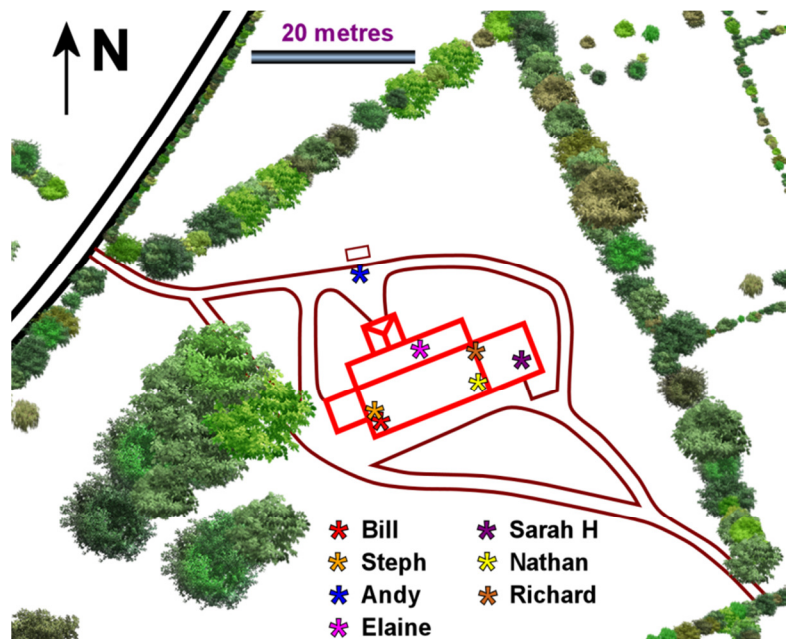 20 metres
N
Bill
Steph
Andy
Elaine
Sarah H
Nathan
Richard